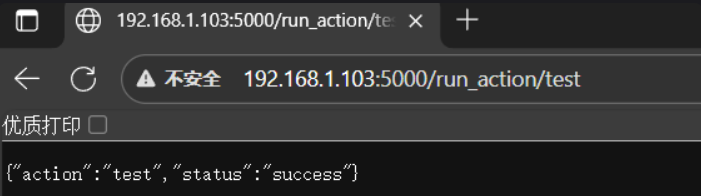 192.168.1.103:5000/run_action/te
不安全 192.168.1.103:5000/run_action/test
优质打印
{"action":"test","status":"success"}